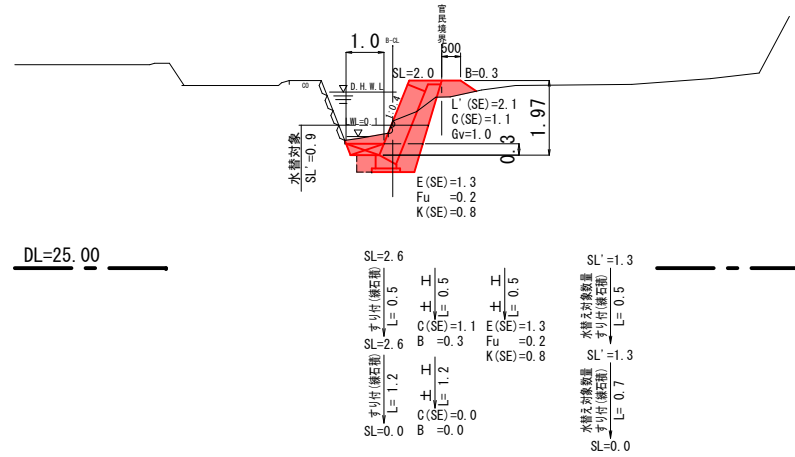 官民境界
1.0
B-CL
500
SL=2.0
B=0.3
CO
D.H.W.L
1:0.4
L'(SE)=2.1
C(SE)=1.1
Gv=1.0
1.97
LWL=0.1
0.3
水替対象
SL'=0.9
E(SE)=1.3
Fu =0.2
K(SE)=0.8
DL=25.00
SL=2.6
すり付(練石積)
L= 0.5
SL=2.6
すり付(練石積)
L= 1.2
SL=0.0
L= 0.5
C(SE)=1.1
B =0.3
L= 1.2
C(SE)=0.0
B =0.0
L= 0.5
E(SE)=1.3
Fu =0.2
K(SE)=0.8
SL'=1.3
水替え対象数量
すり付(練石積)
L= 0.5
SL'=1.3
水替え対象数量
すり付(練石積)
L= 0.7
SL=0.0